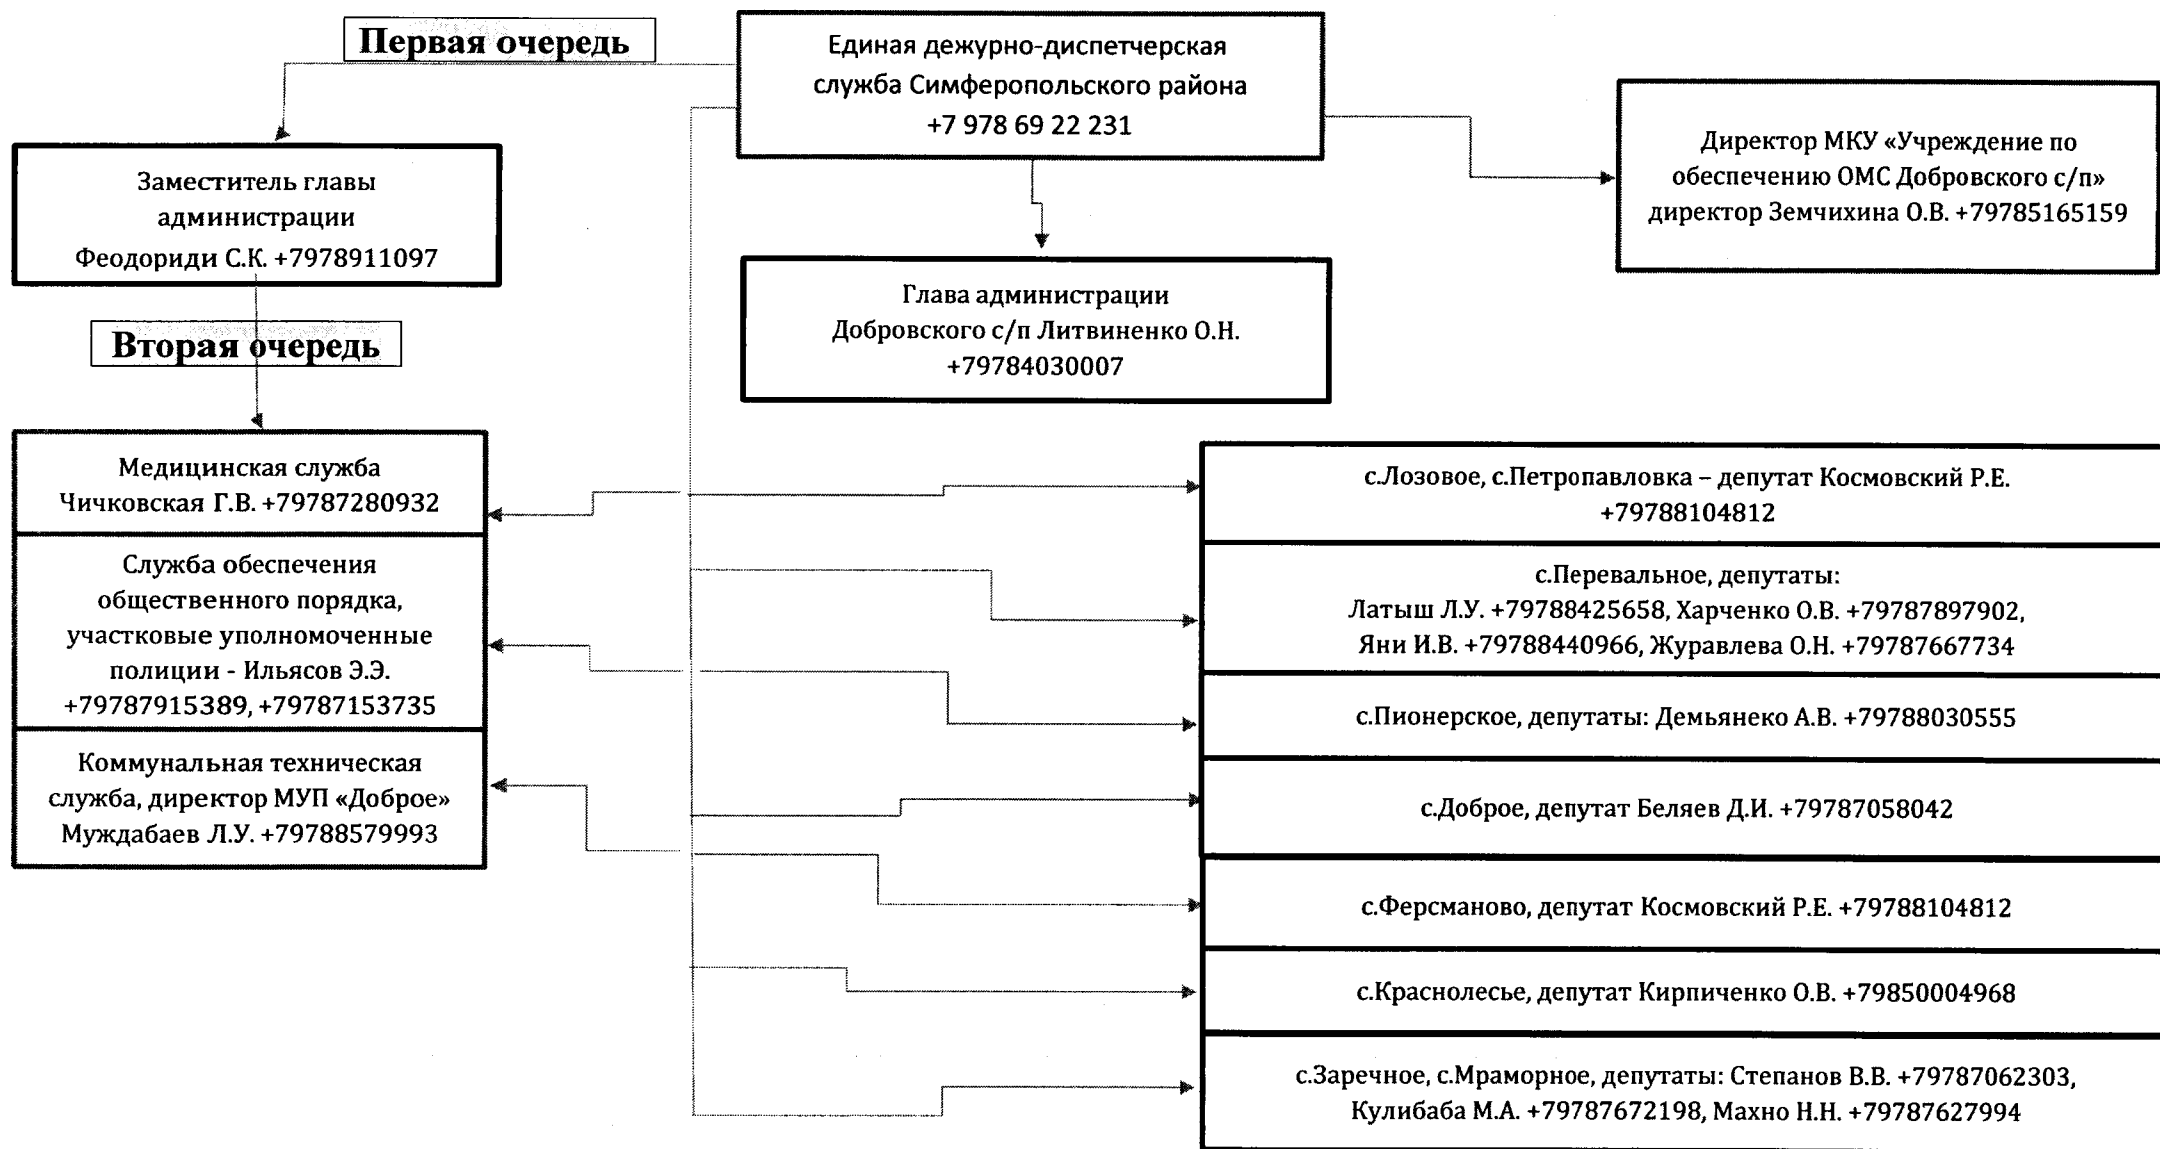 Первая очередь
Единая дежурно-диспетчерская
служба Симферопольского района
+7 978 69 22 231
Директор МКУ «Учреждение по
обеспечению ОМС Добровского с/п»
директор Земчихина О.В. +79785165159
Заместитель главы
администрации
Феодориди С.К. +7978911097
Глава администрации
Добровского с/п Литвиненко О.Н.
+79784030007
Вторая очередь
Медицинская служба
Чичковская Г.В. +79787280932
Служба обеспечения
общественного порядка,
участковые уполномоченные
полиции - Ильясов Э.Э.
+79787915389, +79787153735
Коммунальная техническая
служба, директор МУП «Доброе»
Муждабаев Л.У. +79788579993
с.Лозовое, с.Петропавловка – депутат Космовский Р.Е.
+79788104812
с.Перевальное, депутаты:
Латыш Л.У. +79788425658, Харченко О.В. +79787897902,
Яни И.В. +79788440966, Журавлева О.Н. +79787667734
с.Пионерское, депутаты: Демьянеко А.В. +79788030555
с.Доброе, депутат Беляев Д.И. +79787058042
с.Ферсманово, депутат Космовский Р.Е. +79788104812
с.Краснолесье, депутат Кирпиченко О.В. +79850004968
с.Заречное, с.Мраморное, депутаты: Степанов В.В. +79787062303,
Кулибаба М.А. +79787672198, Махно Н.Н. +79787627994